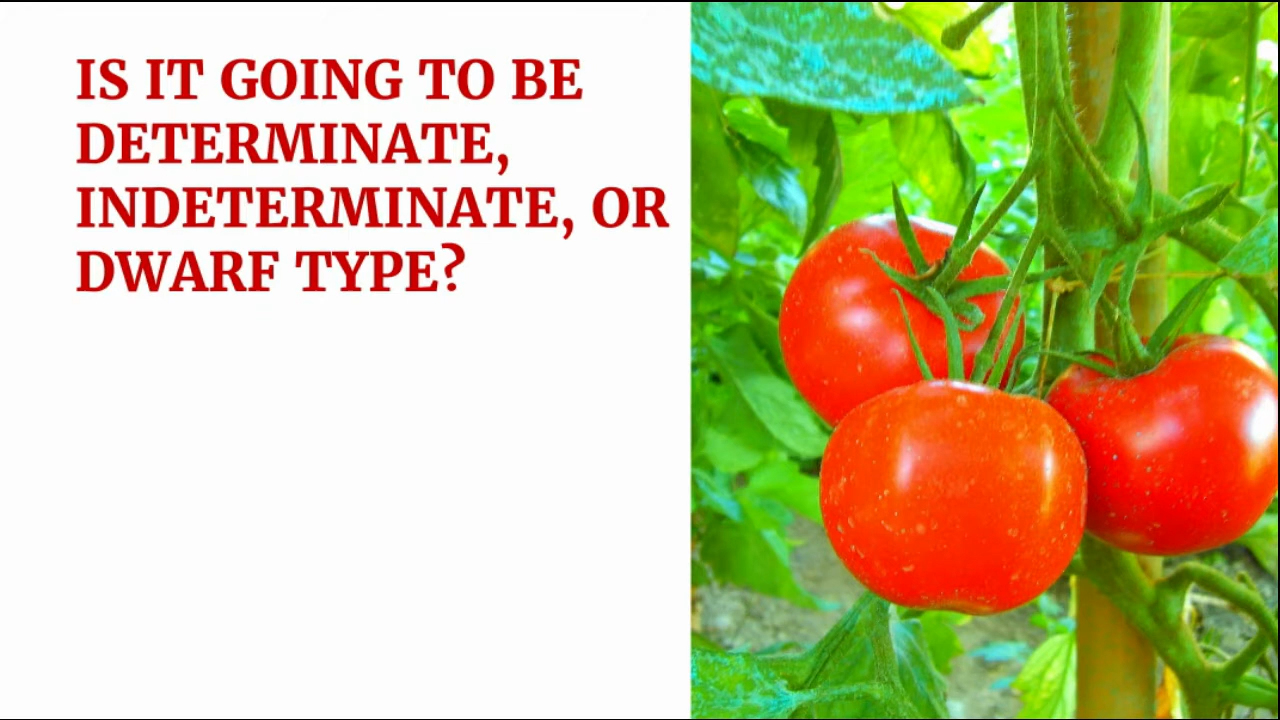 IS IT GOING TO BE
DETERMINATE,
INDETERMINATE, OR
DWARF TYPE?